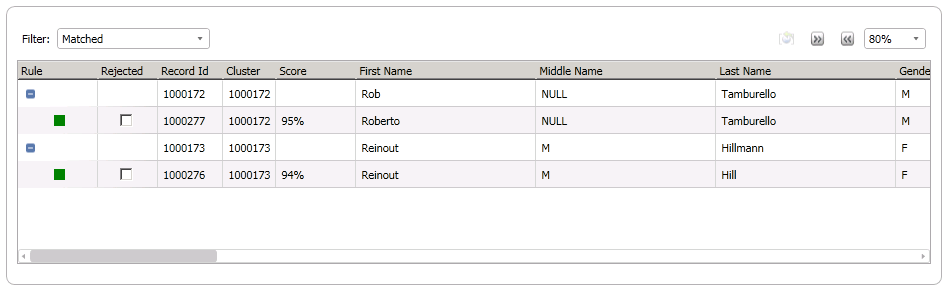 Filter: Matched 80%
Rule Rejected Record Id Cluster Score First Name Middle Name Last Name Gende
1000172 1000172 Rob NULL Tamburello M
1000277 1000172 95% Roberto NULL Tamburello M
1000173 1000173 Reinout M Hillmann F
1000276 1000173 94% Reinout M Hill F